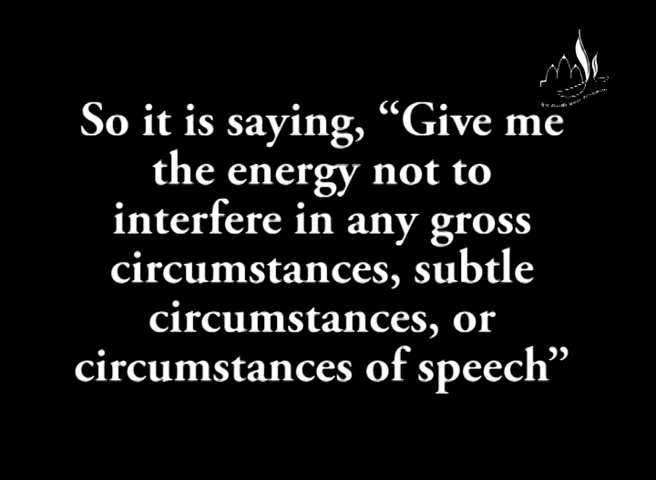 So it is saying, “Give me
the energy not to
interfere in any gross
circumstances, subtle
circumstances, or
circumstances of speech”